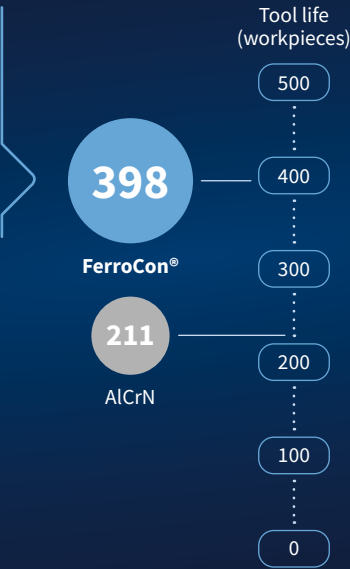 Tool life
(workpieces)
500
398
400
FerroCon®
300
211
200
AlCrN
100
0